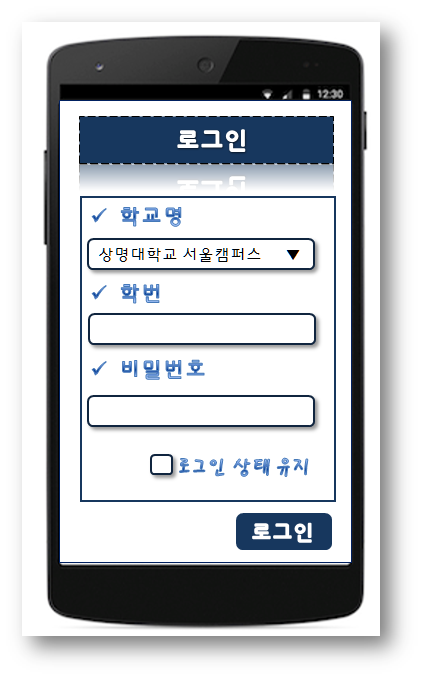 12:30
로그인
✓ 학교명
상명대학교 서울캠퍼스 ▼
✓ 학번
✓ 비밀번호
로그인 상태 유지
로그인